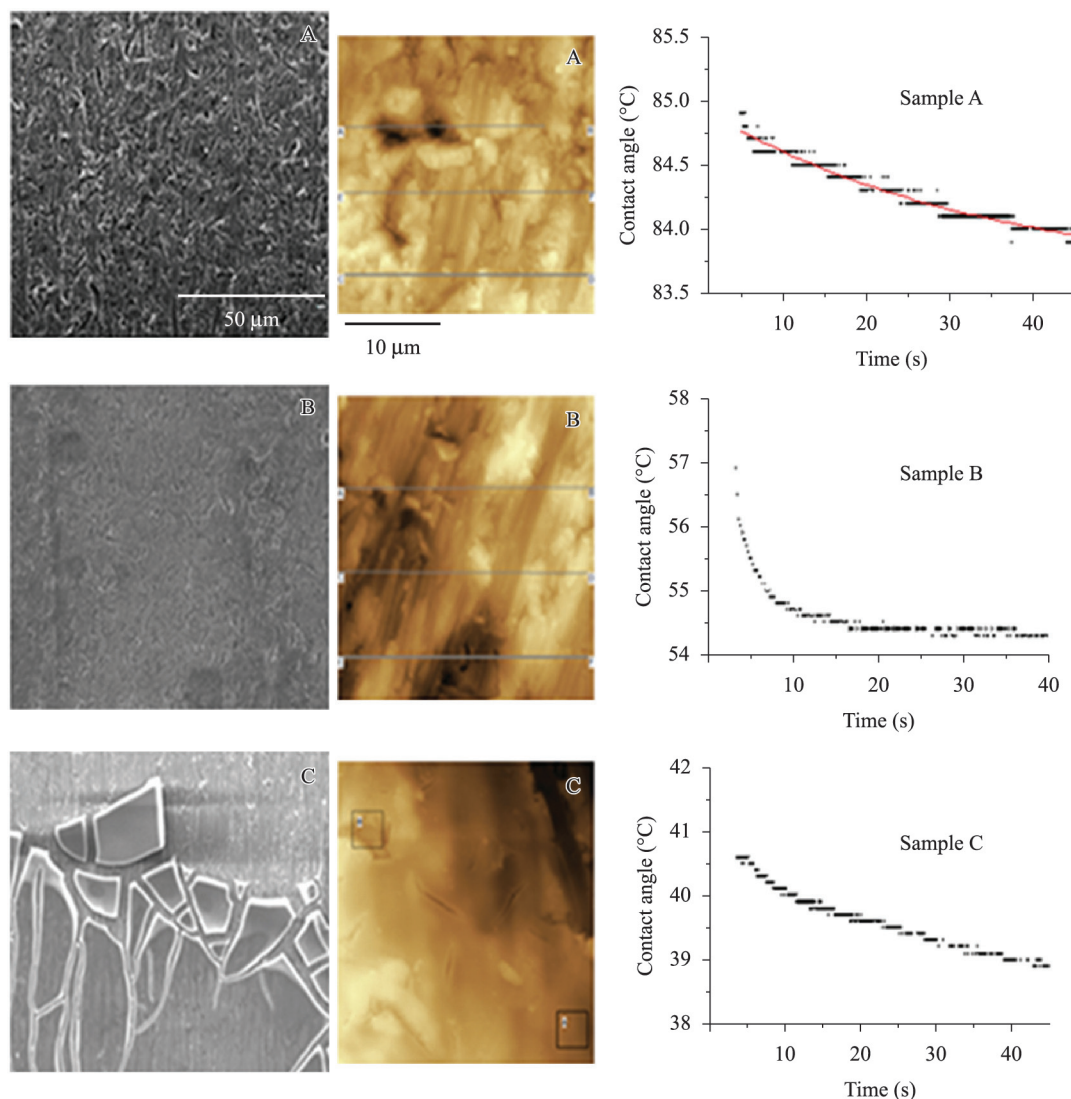 A
50 μm
A
10 μm
85.5
85.0
84.5
84.0
83.5
Contact angle (°C)
Sample A
10 20 30 40
Time (s)
B
B
58
57
56
55
54
Contact angle (°C)
Sample B
10 20 30 40
Time (s)
C
C
42
41
40
39
38
Contact angle (°C)
Sample C
10 20 30 40
Time (s)